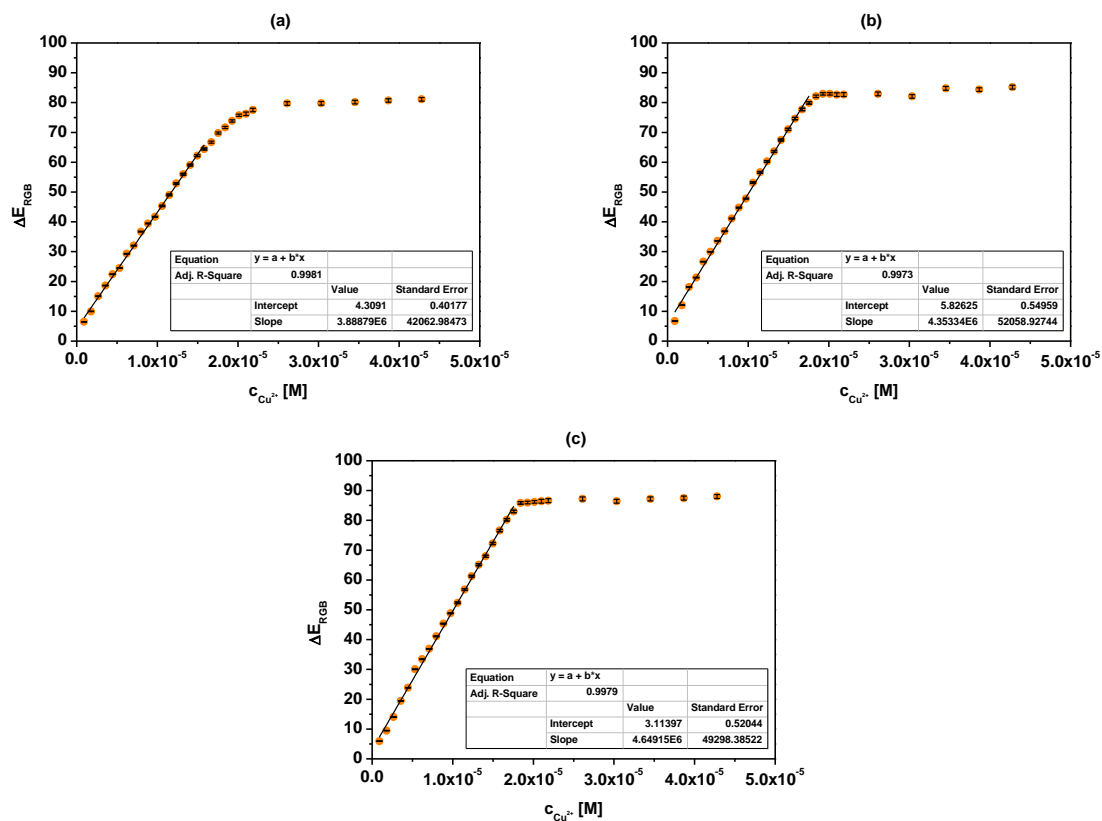 (a)
100
90
80
70
60
50
40
30
20
10
0
ΔE_RGB
0.0 1.0x10⁻⁵ 2.0x10⁻⁵ 3.0x10⁻⁵ 4.0x10⁻⁵ 5.0x10⁻⁵
c_Cu²⁺ [M]
Equation y = a + b*x
Adj. R-Square 0.9981
Value Standard Error
Intercept 4.3091 0.40177
Slope 3.88879E6 42062.98473
(b)
100
90
80
70
60
50
40
30
20
10
0
ΔE_RGB
0.0 1.0x10⁻⁵ 2.0x10⁻⁵ 3.0x10⁻⁵ 4.0x10⁻⁵ 5.0x10⁻⁵
c_Cu²⁺ [M]
Equation y = a + b*x
Adj. R-Square 0.9973
Value Standard Error
Intercept 5.82625 0.54959
Slope 4.35334E6 52058.92744
(c)
100
90
80
70
60
50
40
30
20
10
0
ΔE_RGB
0.0 1.0x10⁻⁵ 2.0x10⁻⁵ 3.0x10⁻⁵ 4.0x10⁻⁵ 5.0x10⁻⁵
c_Cu²⁺ [M]
Equation y = a + b*x
Adj. R-Square 0.9979
Value Standard Error
Intercept 3.11397 0.52044
Slope 4.64915E6 49298.38522